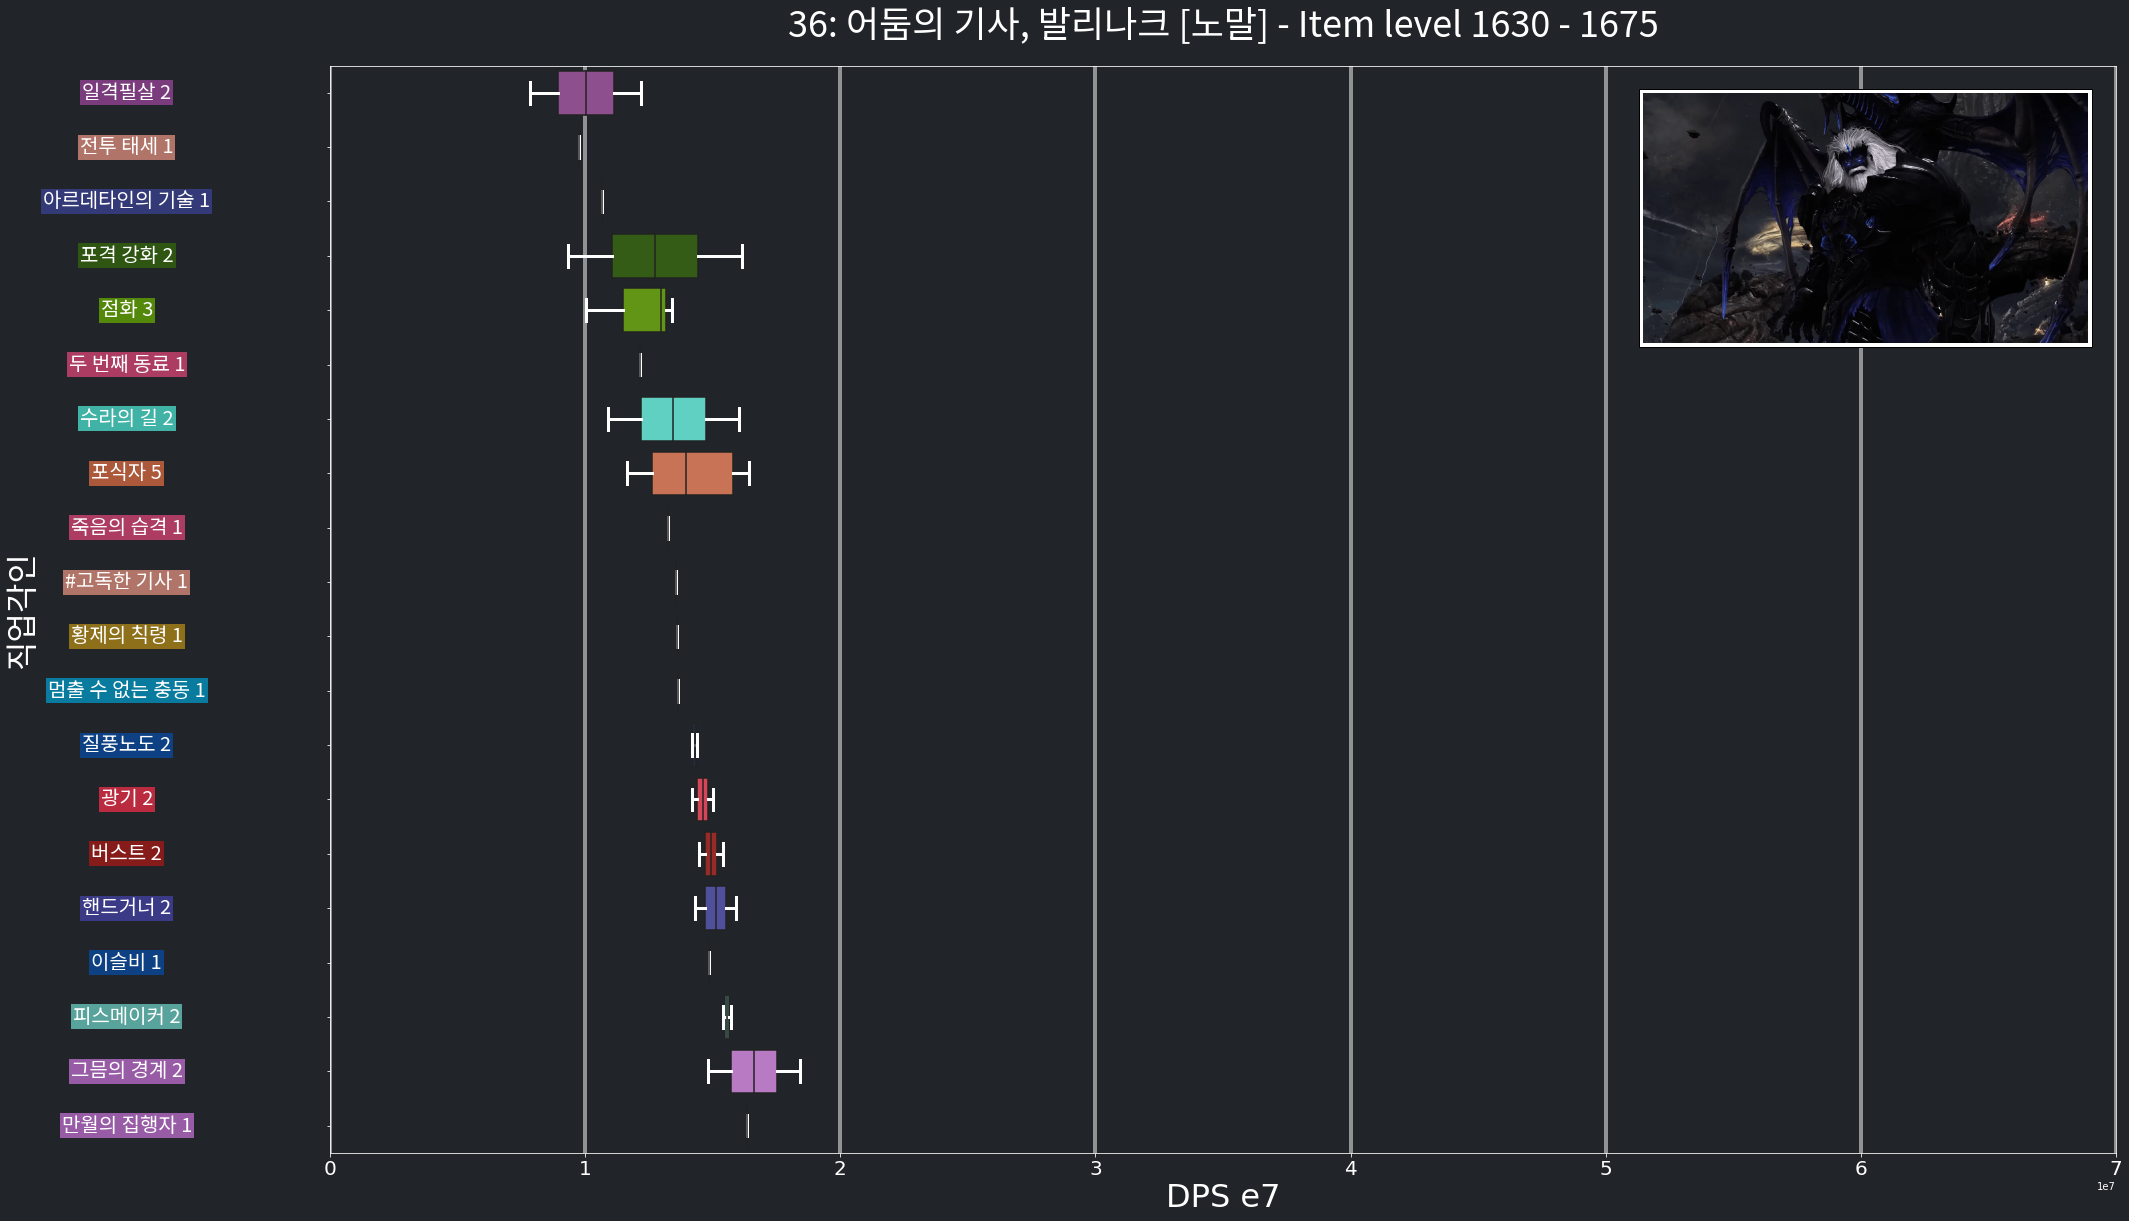 36: 어둠의 기사, 발리나크 [노말] - Item level 1630 - 1675
일격필살 2
전투 태세 1
아르데타인의 기술 1
포격 강화 2
점화 3
두 번째 동료 1
수라의 길 2
포식자 5
죽음의 습격 1
#고독한 기사 1
황제의 칙령 1
멈출 수 없는 충동 1
질풍노도 2
광기 2
버스트 2
핸드거너 2
이슬비 1
피스메이커 2
그믐의 경계 2
만월의 집행자 1
직업각인
0 1 2 3 4 5 6 7
1e7
DPS e7